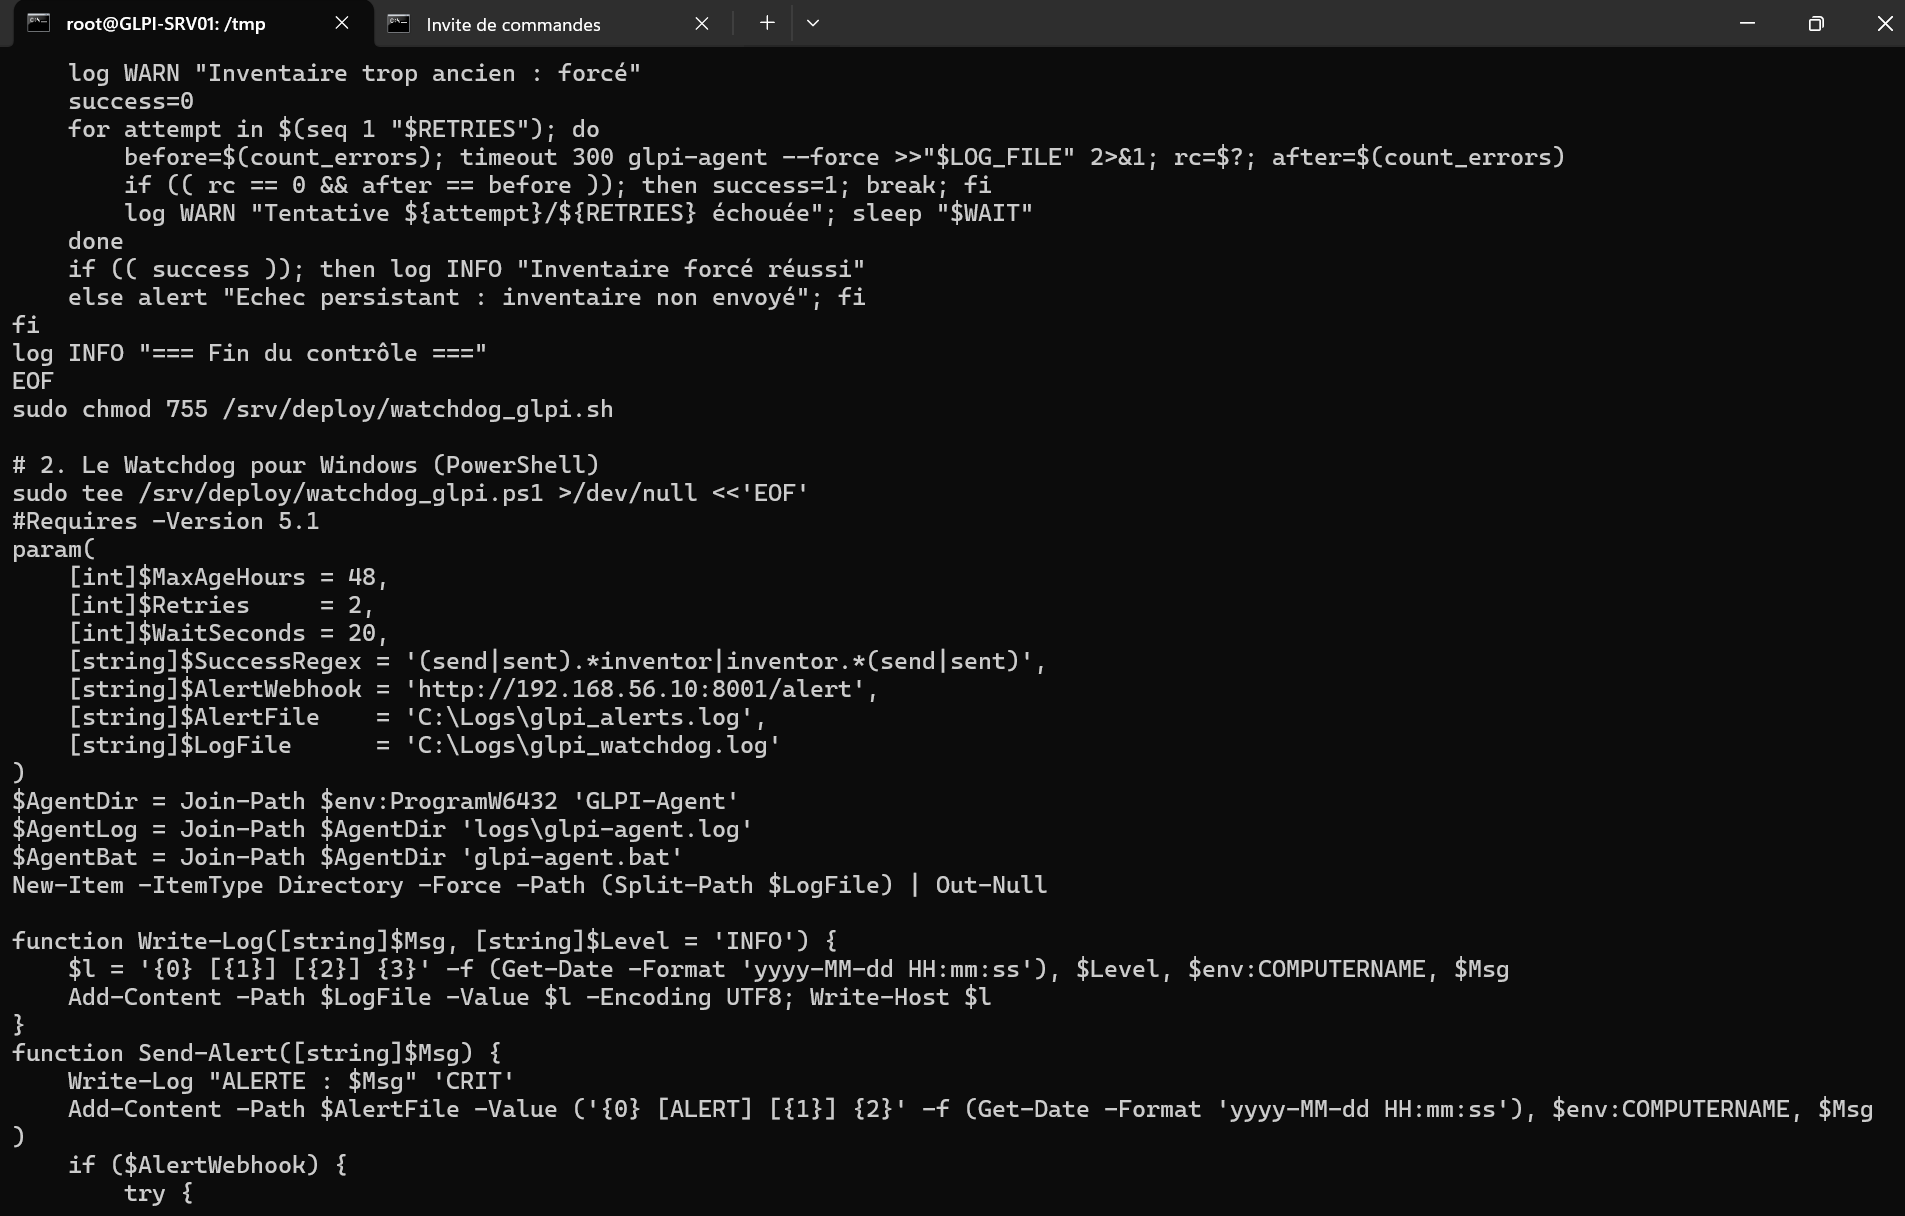 root@GLPI-SRV01: /tmp
Invite de commandes
    log WARN "Inventaire trop ancien : forcé"
    success=0
    for attempt in $(seq 1 "$RETRIES"); do
        before=$(count_errors); timeout 300 glpi-agent --force >>"$LOG_FILE" 2>&1; rc=$?; after=$(count_errors)
        if (( rc == 0 && after == before )); then success=1; break; fi
        log WARN "Tentative ${attempt}/${RETRIES} échouée"; sleep "$WAIT"
    done
    if (( success )); then log INFO "Inventaire forcé réussi"
    else alert "Echec persistant : inventaire non envoyé"; fi
fi
log INFO "=== Fin du contrôle ==="
EOF
sudo chmod 755 /srv/deploy/watchdog_glpi.sh

# 2. Le Watchdog pour Windows (PowerShell)
sudo tee /srv/deploy/watchdog_glpi.ps1 >/dev/null <<'EOF'
#Requires -Version 5.1
param(
    [int]$MaxAgeHours = 48,
    [int]$Retries     = 2,
    [int]$WaitSeconds = 20,
    [string]$SuccessRegex = '(send|sent).*inventor|inventor.*(send|sent)',
    [string]$AlertWebhook = 'http://192.168.56.10:8001/alert',
    [string]$AlertFile    = 'C:\Logs\glpi_alerts.log',
    [string]$LogFile      = 'C:\Logs\glpi_watchdog.log'
)
$AgentDir = Join-Path $env:ProgramW6432 'GLPI-Agent'
$AgentLog = Join-Path $AgentDir 'logs\glpi-agent.log'
$AgentBat = Join-Path $AgentDir 'glpi-agent.bat'
New-Item -ItemType Directory -Force -Path (Split-Path $LogFile) | Out-Null

function Write-Log([string]$Msg, [string]$Level = 'INFO') {
    $l = '{0} [{1}] [{2}] {3}' -f (Get-Date -Format 'yyyy-MM-dd HH:mm:ss'), $Level, $env:COMPUTERNAME, $Msg
    Add-Content -Path $LogFile -Value $l -Encoding UTF8; Write-Host $l
}
function Send-Alert([string]$Msg) {
    Write-Log "ALERTE : $Msg" 'CRIT'
    Add-Content -Path $AlertFile -Value ('{0} [ALERT] [{1}] {2}' -f (Get-Date -Format 'yyyy-MM-dd HH:mm:ss'), $env:COMPUTERNAME, $Msg
)
    if ($AlertWebhook) {
        try {